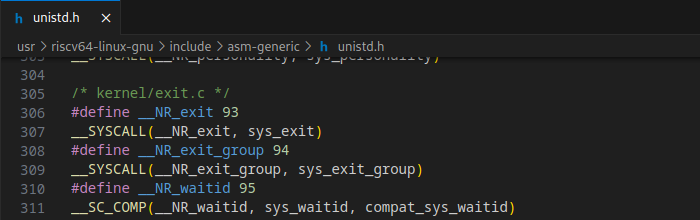 h unistd.h ×
usr > riscv64-linux-gnu > include > asm-generic > h unistd.h
303 __SYSCALL(__NR_personality, sys_personality)
304
305 /* kernel/exit.c */
306 #define __NR_exit 93
307 __SYSCALL(__NR_exit, sys_exit)
308 #define __NR_exit_group 94
309 __SYSCALL(__NR_exit_group, sys_exit_group)
310 #define __NR_waitid 95
311 __SC_COMP(__NR_waitid, sys_waitid, compat_sys_waitid)